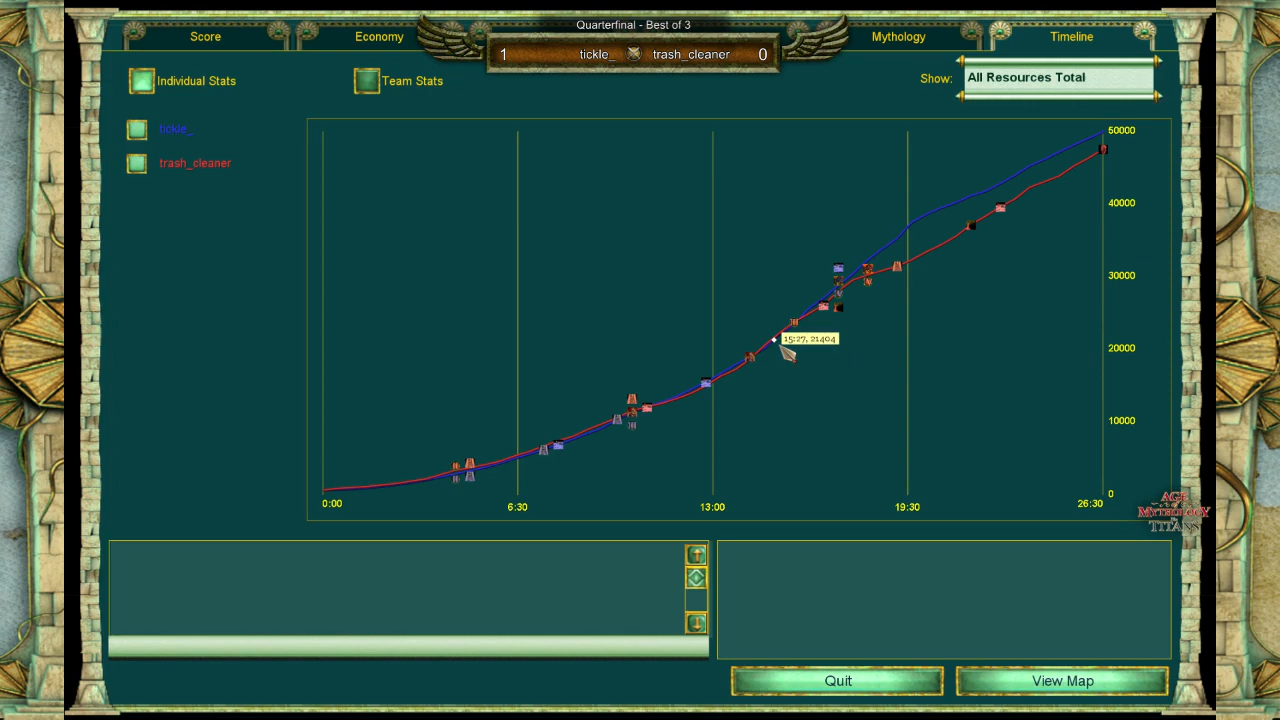 Quarterfinal - Best of 3
Score
Economy
1 tickle_ trash_cleaner 0
Mythology
Timeline
Individual Stats
Team Stats
Show: All Resources Total
tickle_
trash_cleaner
50000
40000
30000
20000
10000
0
15:27, 21404
0:00
6:30
13:00
19:30
26:30
AGE
of
MYTHOLOGY
The
TITANS
Quit
View Map